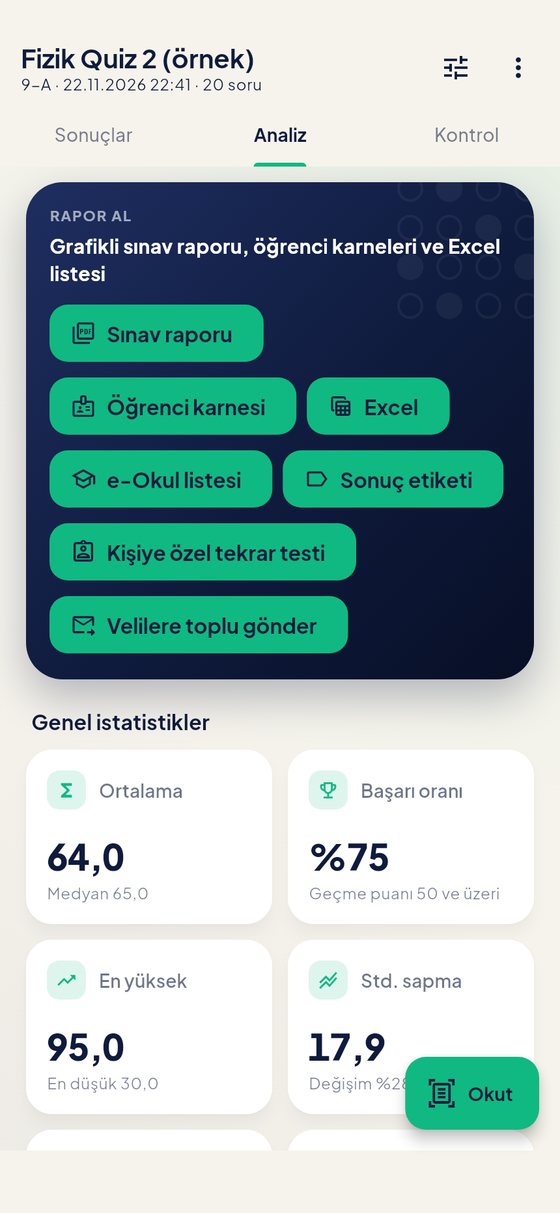 Fizik Quiz 2 (örnek)
9-A · 22.11.2026 22:41 · 20 soru
Sonuçlar
Analiz
Kontrol
RAPOR AL
Grafikli sınav raporu, öğrenci karneleri ve Excel
listesi
PDF
Sınav raporu
Öğrenci karnesi
Excel
e-Okul listesi
Sonuç etiketi
Kişiye özel tekrar testi
Velilere toplu gönder
Genel istatistikler
Ortalama
64,0
Medyan 65,0
Başarı oranı
%75
Geçme puanı 50 ve üzeri
En yüksek
95,0
En düşük 30,0
Std. sapma
17,9
Değişim
Okut